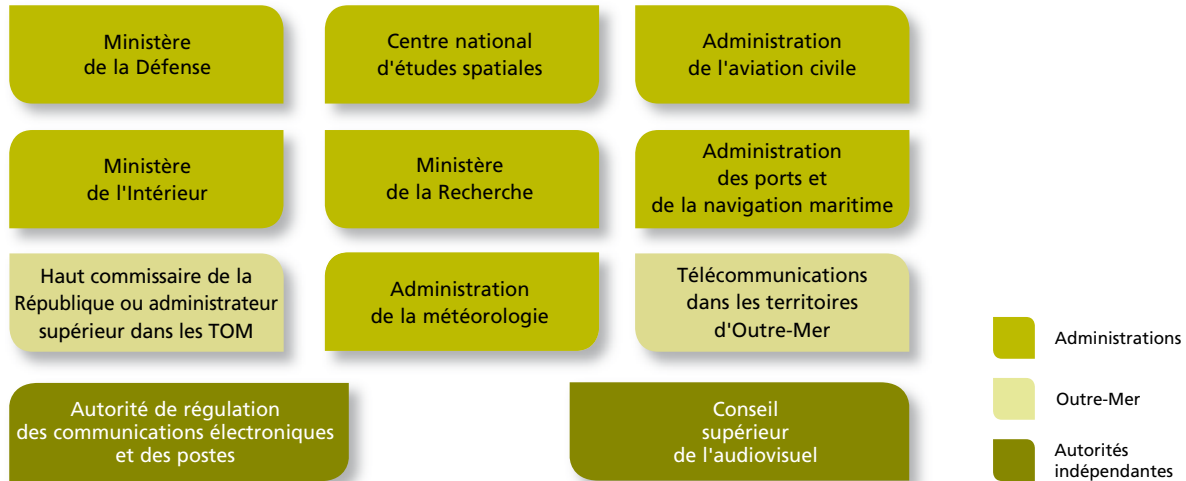 Ministère
de la Défense
Centre national
d'études spatiales
Administration
de l'aviation civile
Ministère
de l'Intérieur
Ministère
de la Recherche
Administration
des ports et
de la navigation maritime
Haut commissaire de la
République ou administrateur
supérieur dans les TOM
Administration
de la météorologie
Télécommunications
dans les territoires
d'Outre-Mer
Autorité de régulation
des communications électroniques
et des postes
Conseil
supérieur
de l'audiovisuel
Administrations
Outre-Mer
Autorités
indépendantes